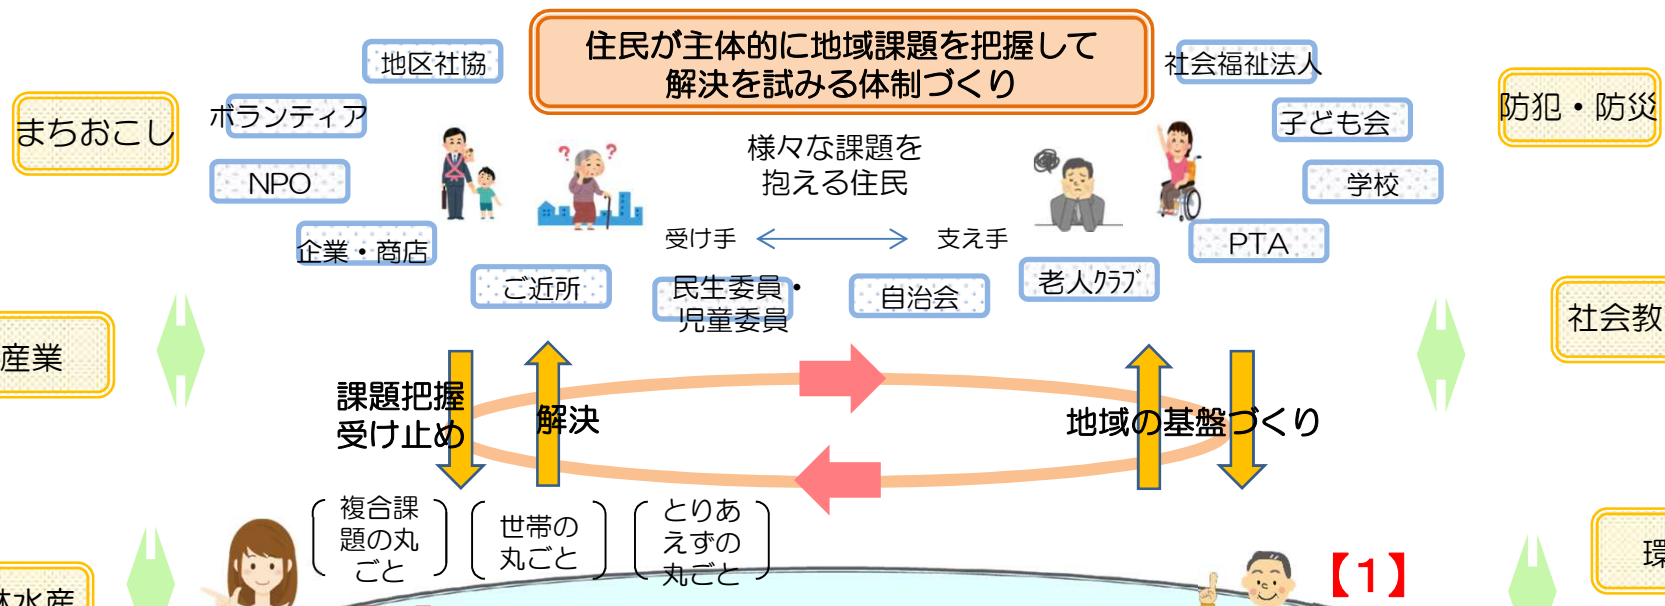 住民が主体的に地域課題を把握して
解決を試みる体制づくり
地区社協
社会福祉法人
まちおこし
ボランティア
子ども会
防犯・防災
NPO
様々な課題を
抱える住民
学校
企業・商店
受け手
支え手
PTA
ご近所
民生委員・
児童委員
自治会
老人クラブ
産業
社会教
課題把握
受け止め
解決
地域の基盤づくり
複合課
題の丸
ごと
世帯の
丸ごと
とりあ
えずの
丸ごと
【1】
環
林水産